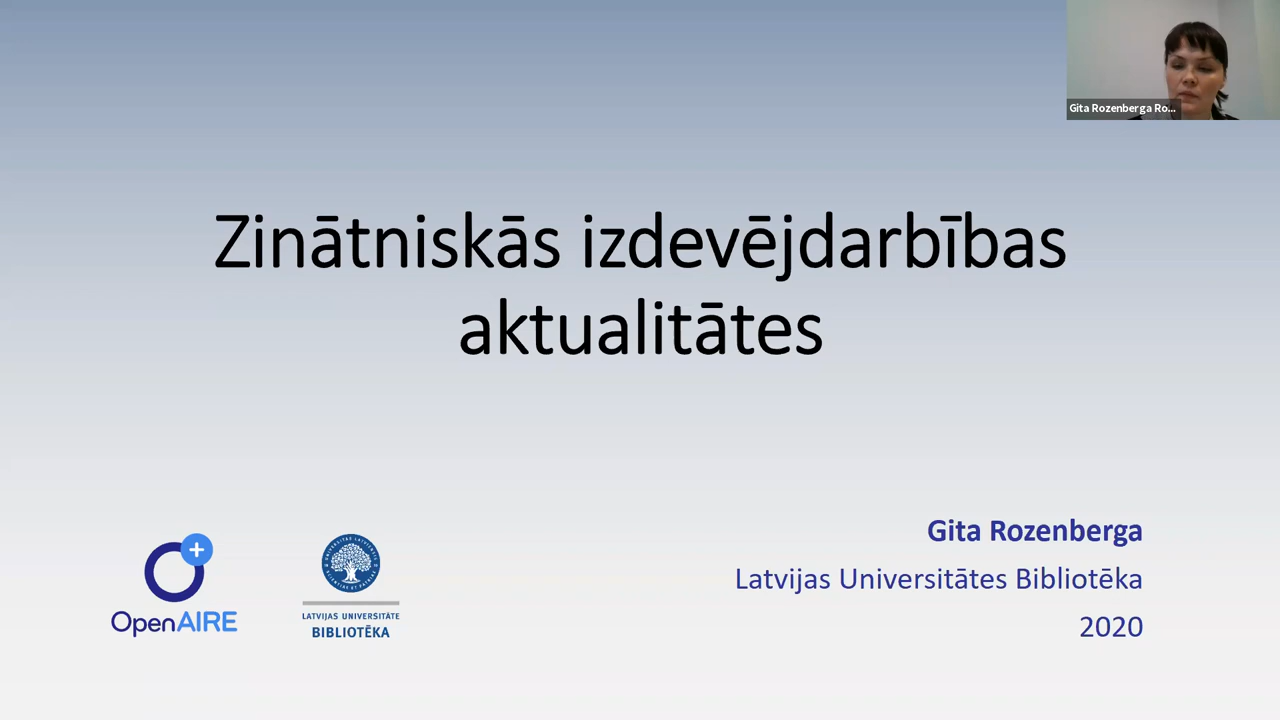 Gita Rozenberga Ro...
Zinātniskās izdevējdarbības
aktualitātes
Gita Rozenberga
Latvijas Universitātes Bibliotēka
2020
OpenAIRE
LATVIJAS UNIVERSITĀTE
BIBLIOTĒKA